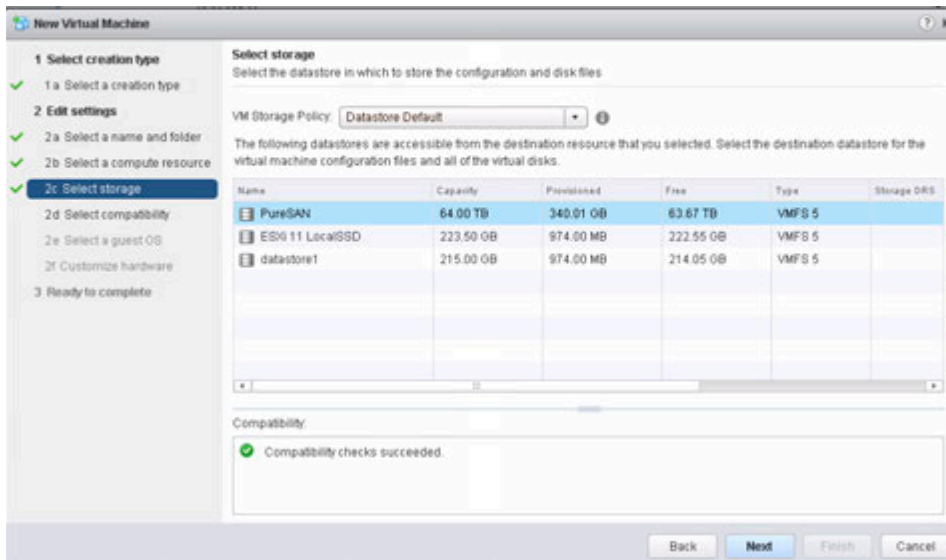 New Virtual Machine
1 Select creation type
1a Select a creation type
2 Edit settings
2a Select a name and folder
2b Select a compute resource
2c Select storage
2d Select compatibility
2e Select a guest OS
2f Customize hardware
3 Ready to complete
Select storage
Select the datastore in which to store the configuration and disk files
VM Storage Policy: Datastore Default
The following datastores are accessible from the destination resource that you selected. Select the destination datastore for the
virtual machine configuration files and all of the virtual disks.
Name Capacity Provisioned Free Type Storage DRS
PureSAN 64.00 TB 340.01 GB 63.67 TB VMFS 5
ESXi 11 LocalSSD 223.50 GB 974.00 MB 222.55 GB VMFS 5
datastore1 215.00 GB 974.00 MB 214.05 GB VMFS 5
Compatibility:
Compatibility checks succeeded.
Back Next Finish Cancel